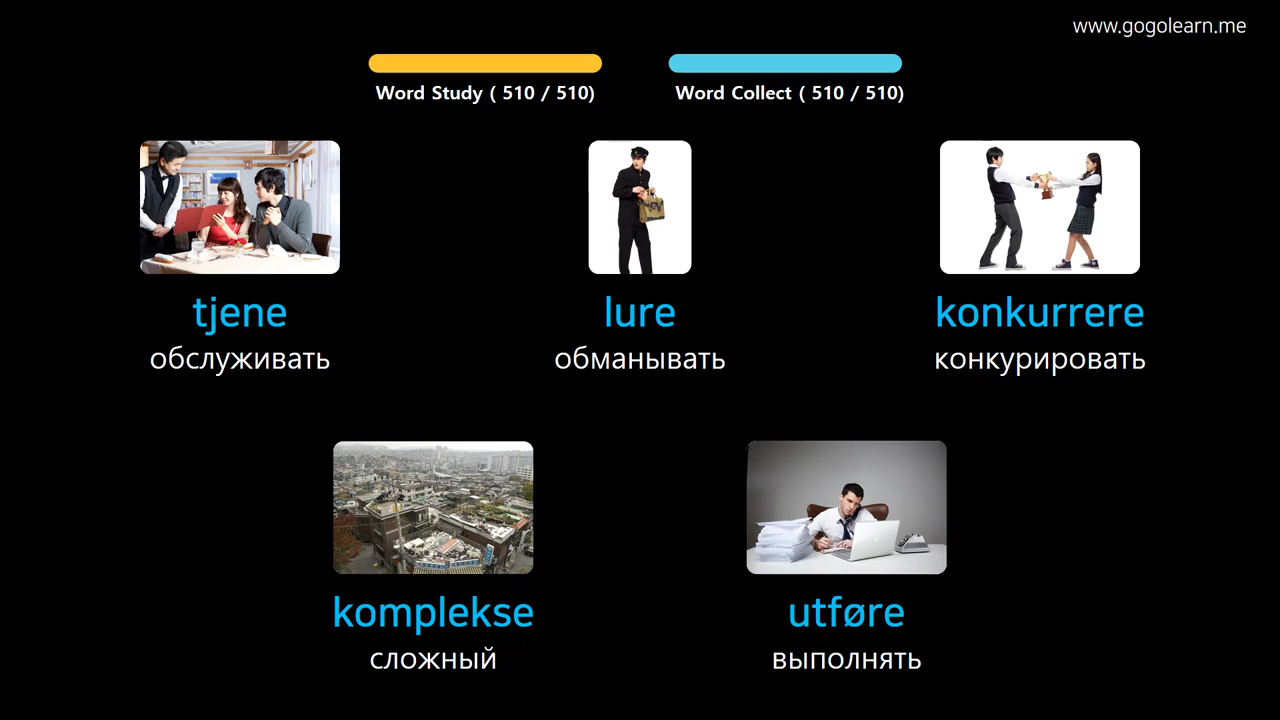 www.gogolearn.me
Word Study ( 510 / 510)
Word Collect ( 510 / 510)
tjene
обслуживать
lure
обманывать
konkurrere
конкурировать
komplekse
сложный
utføre
выполнять